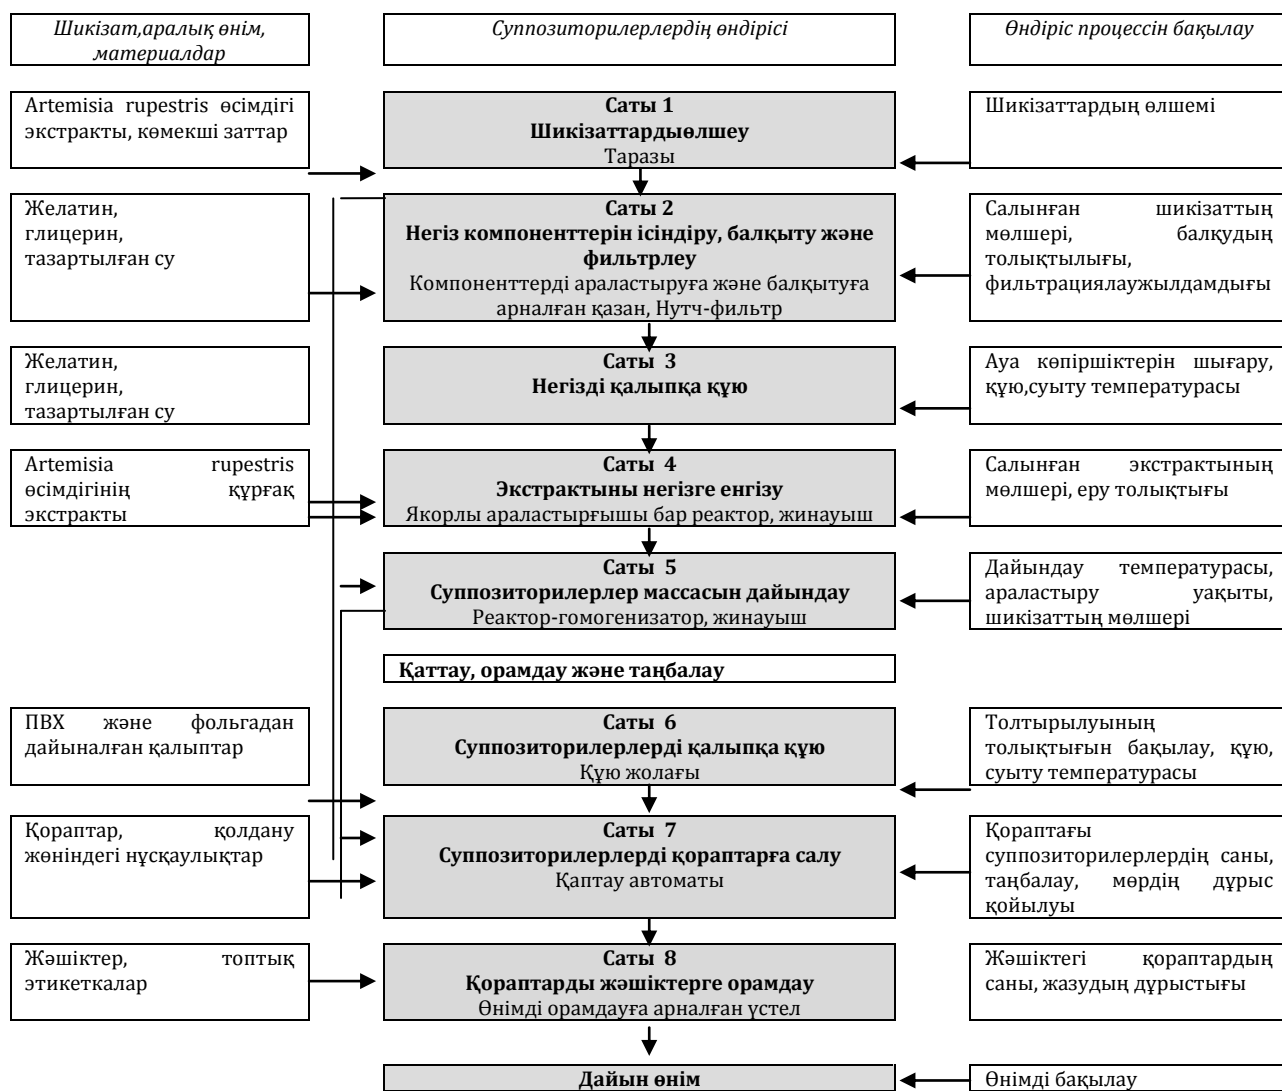 Шикізат,аралық өнім,
материалдар
Суппозиторилерлердің өндірісі
Өндіріс процессін бақылау
Artemisia rupestris өсімдігі
экстракты, көмекші заттар
Саты 1
Шикізаттардыөлшеу
Таразы
Шикізаттардың өлшемі
Желатин,
глицерин,
тазартылған су
Саты 2
Негіз компоненттерін ісіндіру, балқыту және
фильтрлеу
Компоненттерді араластыруға және балқытуға
арналған қазан, Нутч-фильтр
Салынған шикізаттың
мөлшері, балқудың
толықтылығы,
фильтрациялаужылдамдығы
Желатин,
глицерин,
тазартылған су
Саты 3
Негізді қалыпқа құю
Ауа көпіршіктерін шығару,
құю,суыту температурасы
Artemisia rupestris
өсімдігінің құрғақ
экстракты
Саты 4
Экстрактыны негізге енгізу
Якорлы араластырғышы бар реактор, жинауыш
Салынған экстрактының
мөлшері, еру толықтығы
Саты 5
Суппозиторилерлер массасын дайындау
Реактор-гомогенизатор, жинауыш
Дайындау температурасы,
араластыру уақыты,
шикізаттың мөлшері
Қаттау, орамдау және таңбалау
ПВХ және фольгадан
дайыналған қалыптар
Саты 6
Суппозиторилерлерді қалыпқа құю
Құю жолағы
Толтырылуының
толықтығын бақылау, құю,
суыту температурасы
Қораптар, қолдану
жөніндегі нұсқаулықтар
Саты 7
Суппозиторилерлерді қораптарға салу
Қаптау автоматы
Қораптағы
суппозиторилерлердің саны,
таңбалау, мөрдің дұрыс
қойылуы
Жәшіктер, топтық
этикеткалар
Саты 8
Қораптарды жәшіктерге орамдау
Өнімді орамдауға арналған үстел
Жәшіктегі қораптардың
саны, жазудың дұрыстығы
Дайын өнім
Өнімді бақылау